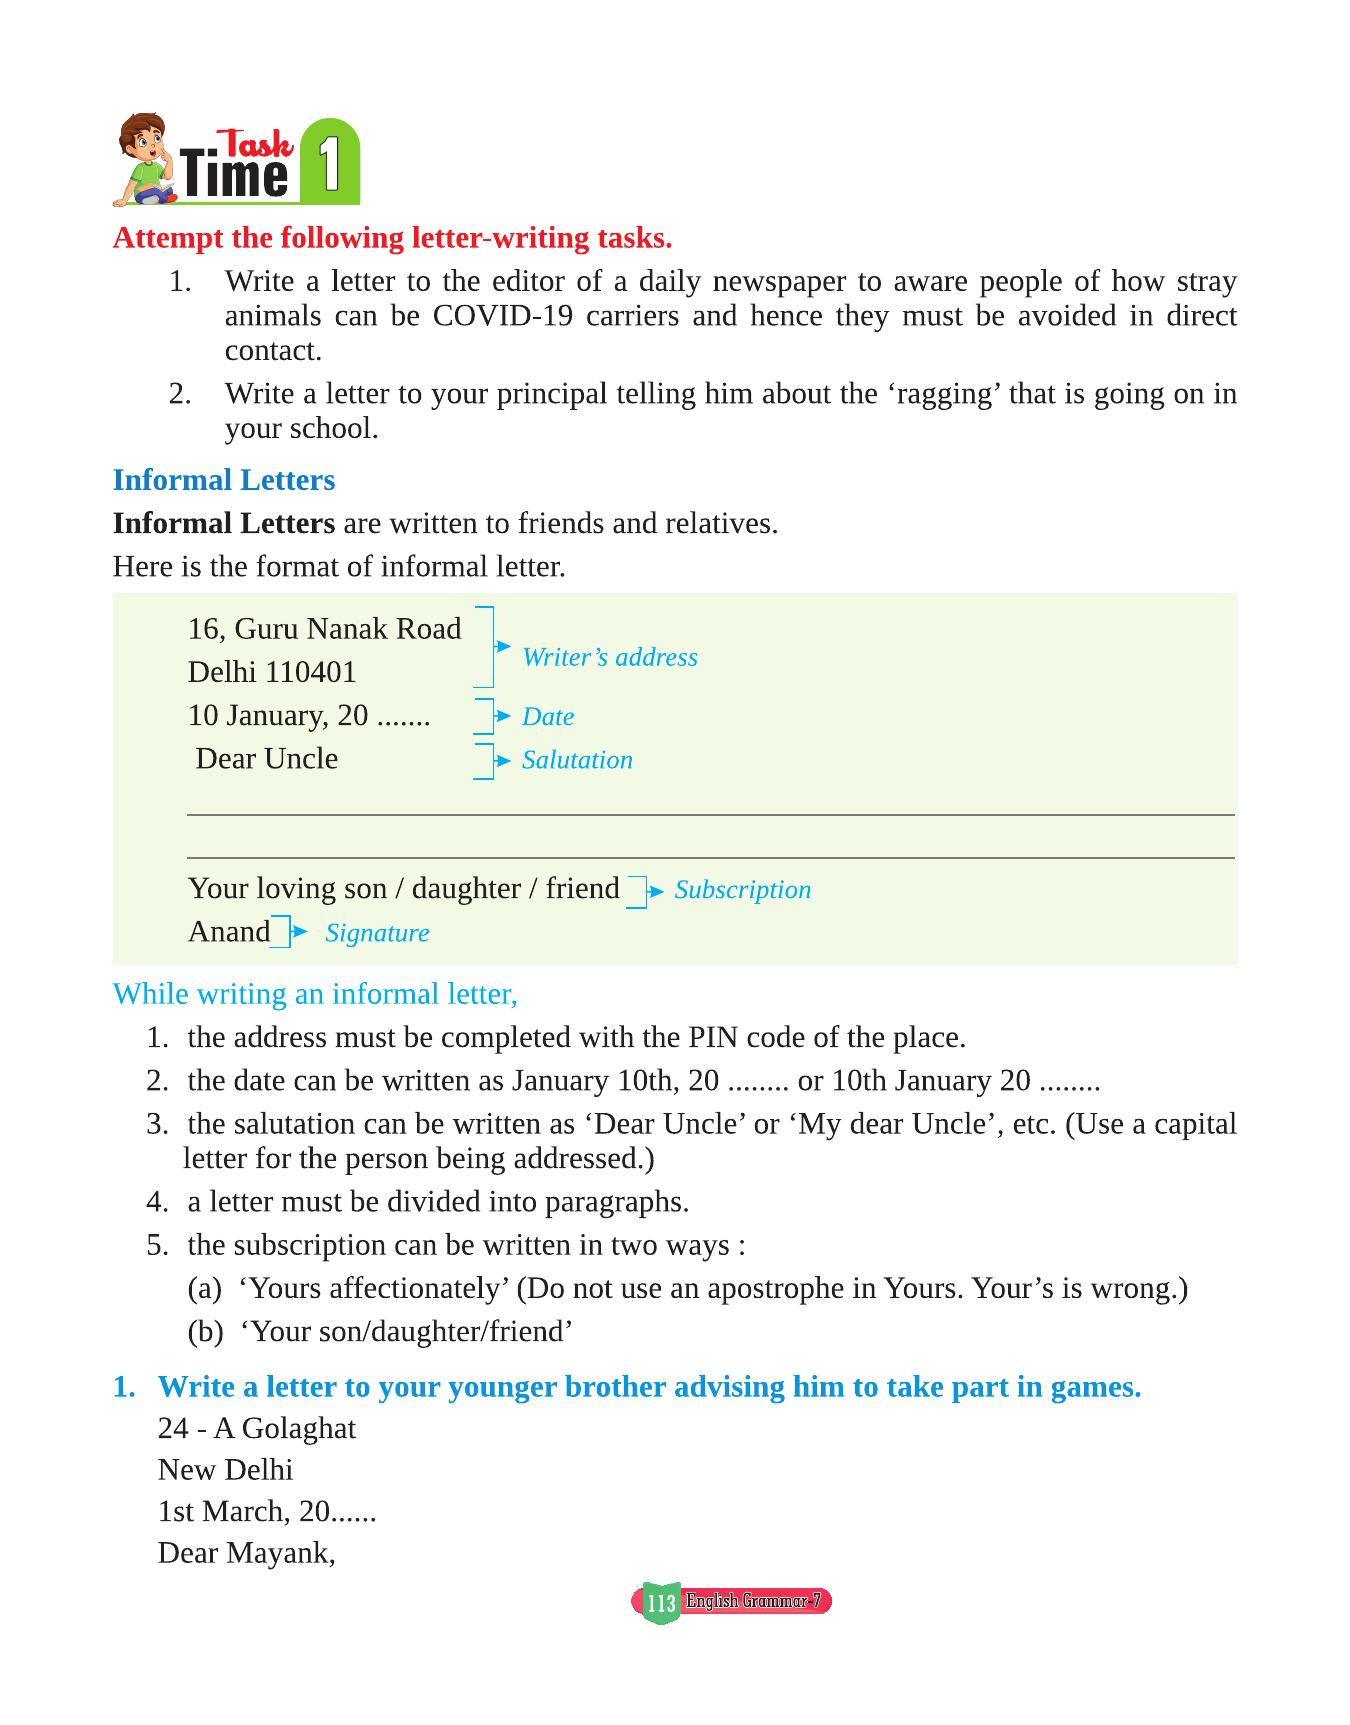 Task
Time 1
Attempt the following letter-writing tasks.
1. Write a letter to the editor of a daily newspaper to aware people of how stray
animals can be COVID-19 carriers and hence they must be avoided in direct
contact.
2. Write a letter to your principal telling him about the ‘ragging’ that is going on in
your school.
Informal Letters
Informal Letters are written to friends and relatives.
Here is the format of informal letter.
16, Guru Nanak Road
Writer’s address
Delhi 110401
10 January, 20 ....... Date
Dear Uncle Salutation
Your loving son / daughter / friend Subscription
Anand Signature
While writing an informal letter,
1. the address must be completed with the PIN code of the place.
2. the date can be written as January 10th, 20 ........ or 10th January 20 ........
3. the salutation can be written as ‘Dear Uncle’ or ‘My dear Uncle’, etc. (Use a capital
letter for the person being addressed.)
4. a letter must be divided into paragraphs.
5. the subscription can be written in two ways :
(a) ‘Yours affectionately’ (Do not use an apostrophe in Yours. Your’s is wrong.)
(b) ‘Your son/daughter/friend’
1. Write a letter to your younger brother advising him to take part in games.
24 - A Golaghat
New Delhi
1st March, 20......
Dear Mayank,
113 English Grammar-7